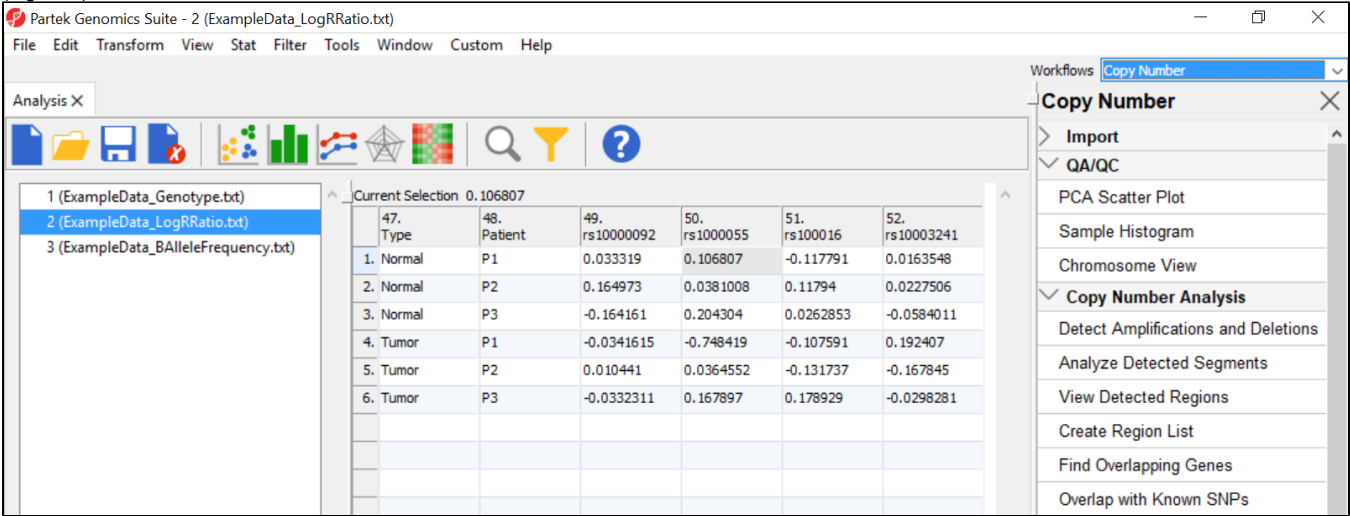 Partek Genomics Suite - 2 (ExampleData_LogRRatio.txt)
File Edit Transform View Stat Filter Tools Window Custom Help
Workflows Copy Number
Analysis
Copy Number
Import
QA/QC
PCA Scatter Plot
Sample Histogram
Chromosome View
Copy Number Analysis
Detect Amplifications and Deletions
Analyze Detected Segments
View Detected Regions
Create Region List
Find Overlapping Genes
Overlap with Known SNPs
1 (ExampleData_Genotype.txt)
2 (ExampleData_LogRRatio.txt)
3 (ExampleData_BAlleleFrequency.txt)
Current Selection 0.106807
47. Type 48. Patient 49. rs10000092 50. rs1000055 51. rs100016 52. rs10003241
1. Normal P1 0.033319 0.106807 -0.117791 0.0163548
2. Normal P2 0.164973 0.0381008 0.11794 0.0227506
3. Normal P3 -0.164161 0.204304 0.0262853 -0.0584011
4. Tumor P1 -0.0341615 -0.748419 -0.107591 0.192407
5. Tumor P2 0.010441 0.0364552 -0.131737 -0.167845
6. Tumor P3 -0.0332311 0.167897 0.178929 -0.0298281